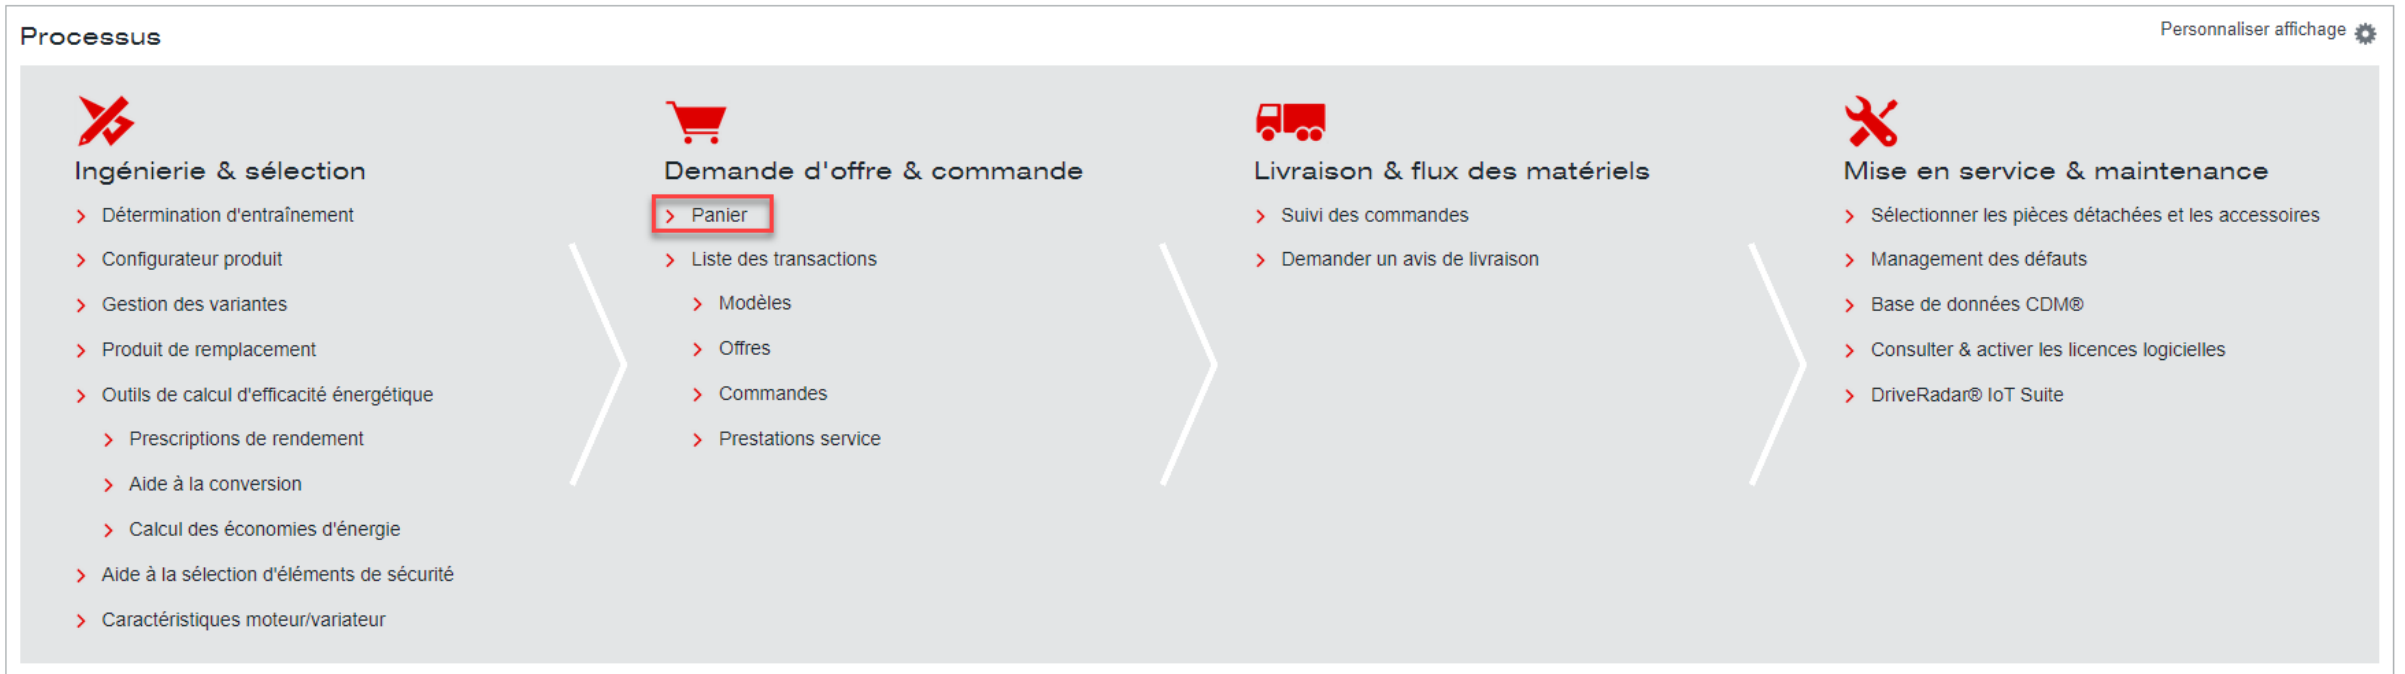 Processus
Personnaliser affichage
Ingénierie & sélection
Détermination d'entraînement
Configurateur produit
Gestion des variantes
Produit de remplacement
Outils de calcul d'efficacité énergétique
Prescriptions de rendement
Aide à la conversion
Calcul des économies d'énergie
Aide à la sélection d'éléments de sécurité
Caractéristiques moteur/variateur
Demande d'offre & commande
Panier
Liste des transactions
Modèles
Offres
Commandes
Prestations service
Livraison & flux des matériels
Suivi des commandes
Demander un avis de livraison
Mise en service & maintenance
Sélectionner les pièces détachées et les accessoires
Management des défauts
Base de données CDM®
Consulter & activer les licences logicielles
DriveRadar® IoT Suite